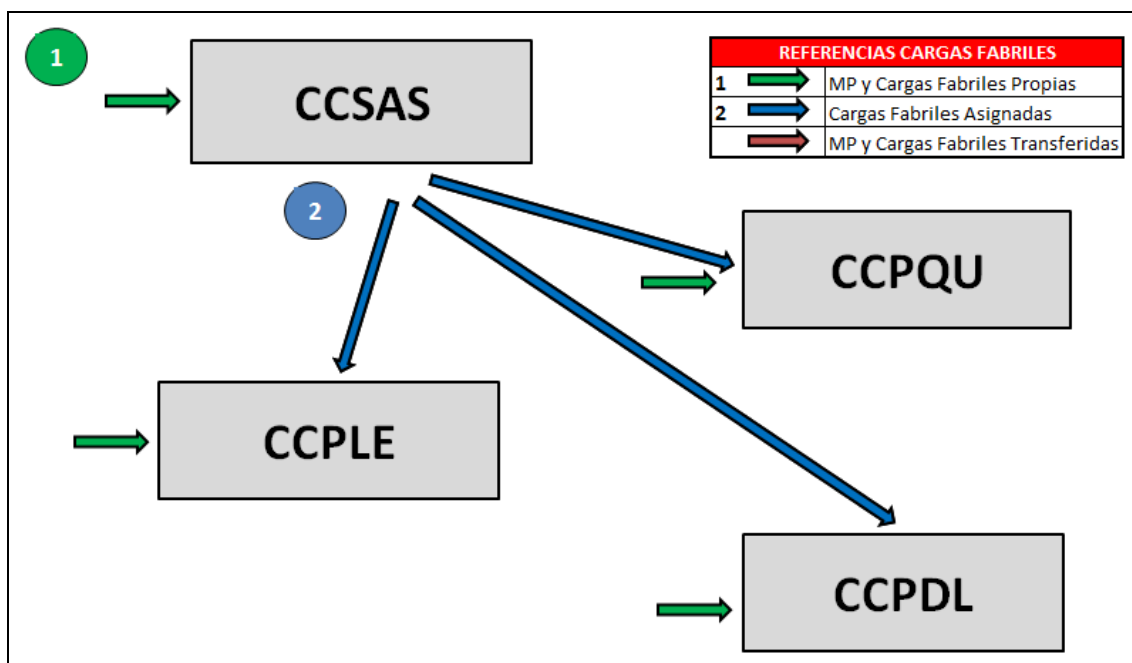 1
CCSAS
REFERENCIAS CARGAS FABRILES
1 MP y Cargas Fabriles Propias
2 Cargas Fabriles Asignadas
MP y Cargas Fabriles Transferidas
2
CCPQU
CCPLE
CCPDL